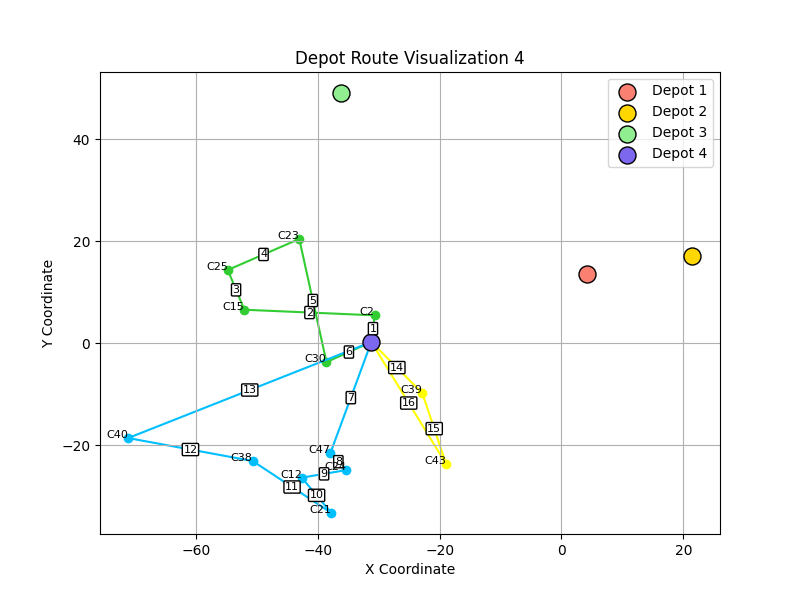 Depot Route Visualization 4
Depot 1
Depot 2
Depot 3
Depot 4
Y Coordinate
40
20
0
−20
C23
4
C25
3
5
C15
2
C2
1
C30
6
14
13
7
C39
16
15
C40
12
C38
C47
8
C24
9
C12
11
10
C21
C43
−60
−40
−20
0
20
X Coordinate